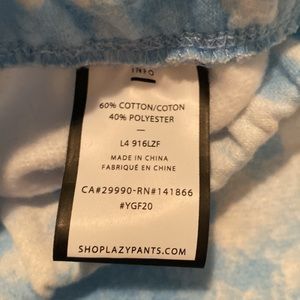 INFO
60% COTTON/COTON
40% POLYESTER
L4 916LZF
MADE IN CHINA
FABRIQUÉ EN CHINE
CA#29990-RN#141866
#YGF20
SHOPLAZYPANTS.COM